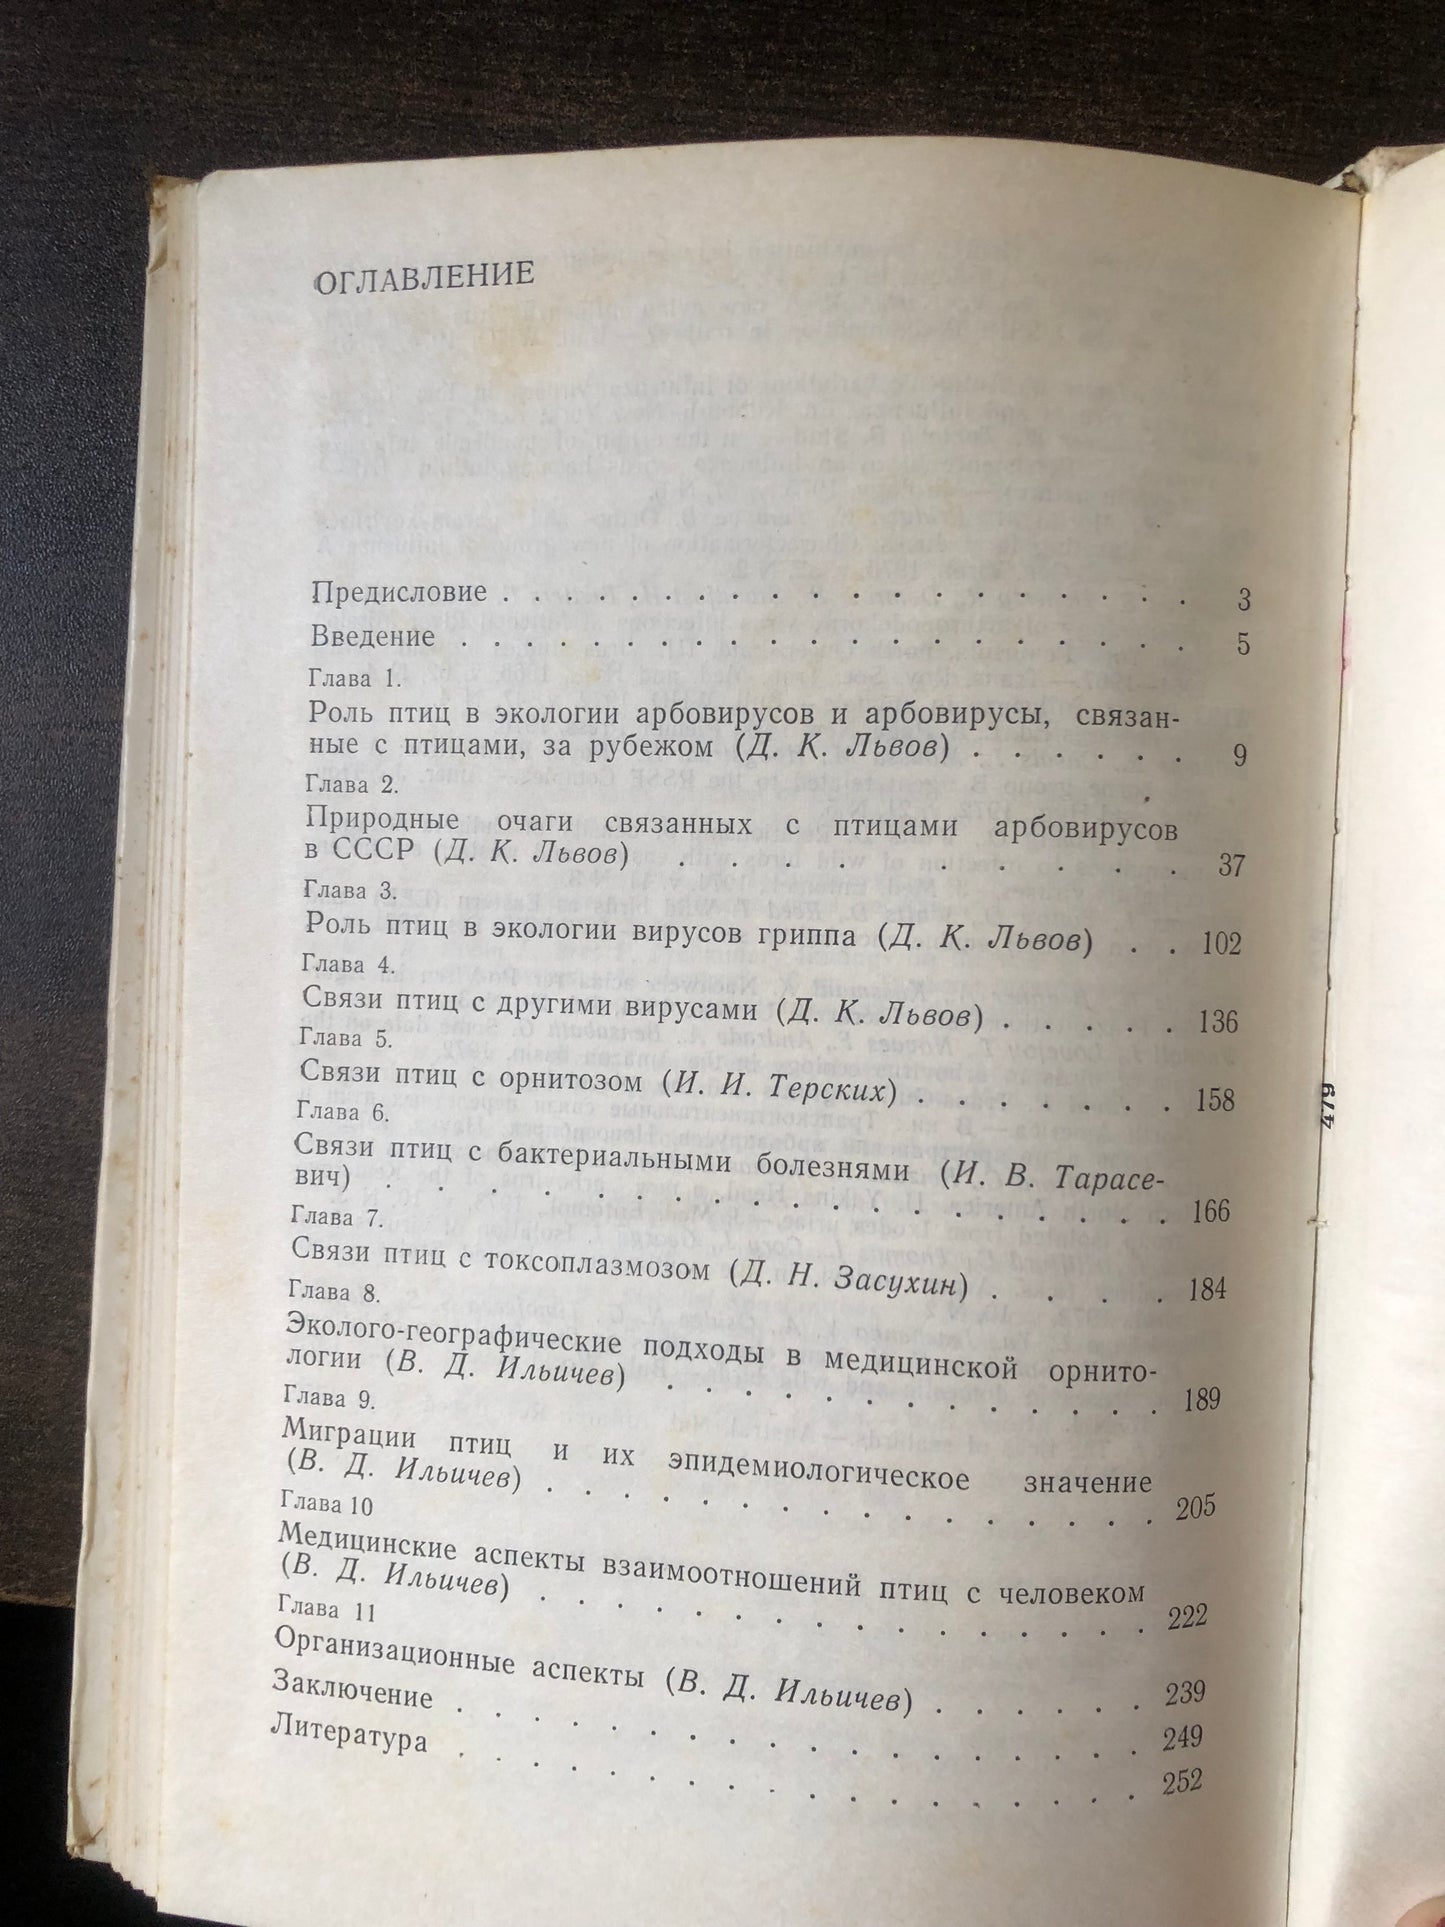 ОГЛАВЛЕНИЕ
Предисловие . . . . . . . . . . . . . . . . . . 3
Введение . . . . . . . . . . . . . . . . . . . 5
Глава 1.
Роль птиц в экологии арбовирусов и арбовирусы, связан-
ные с птицами, за рубежом (Д. К. Львов) . . . . . . 9
Глава 2.
Природные очаги связанных с птицами арбовирусов
в СССР (Д. К. Львов) . . . . . . . . . . 37
Глава 3.
Роль птиц в экологии вирусов гриппа (Д. К. Львов) . . 102
Глава 4.
Связи птиц с другими вирусами (Д. К. Львов) . . . . . 136
Глава 5.
Связи птиц с орнитозом (И. И. Терских) . . . . . . . 158
Глава 6.
Связи птиц с бактериальными болезнями (И. В. Тарасе-
вич) . . . . . . . . . . . . . . . . . . . 166
Глава 7.
Связи птиц с токсоплазмозом (Д. Н. Засухин) . . . . . 184
Глава 8.
Эколого-географические подходы в медицинской орнито-
логии (В. Д. Ильичев) . . . . . . . . . . . . . 189
Глава 9.
Миграции птиц и их эпидемиологическое значение
(В. Д. Ильичев) . . . . . . . . . . . . . . . . 205
Глава 10
Медицинские аспекты взаимоотношений птиц с человеком
(В. Д. Ильичев) . . . . . . . . . . . . . . . . 222
Глава 11
Организационные аспекты (В. Д. Ильичев) . . . . . . 239
Заключение . . . . . . . . . . . . . . . . . . 249
Литература . . . . . . . . . . . . . . . . . . 252
479